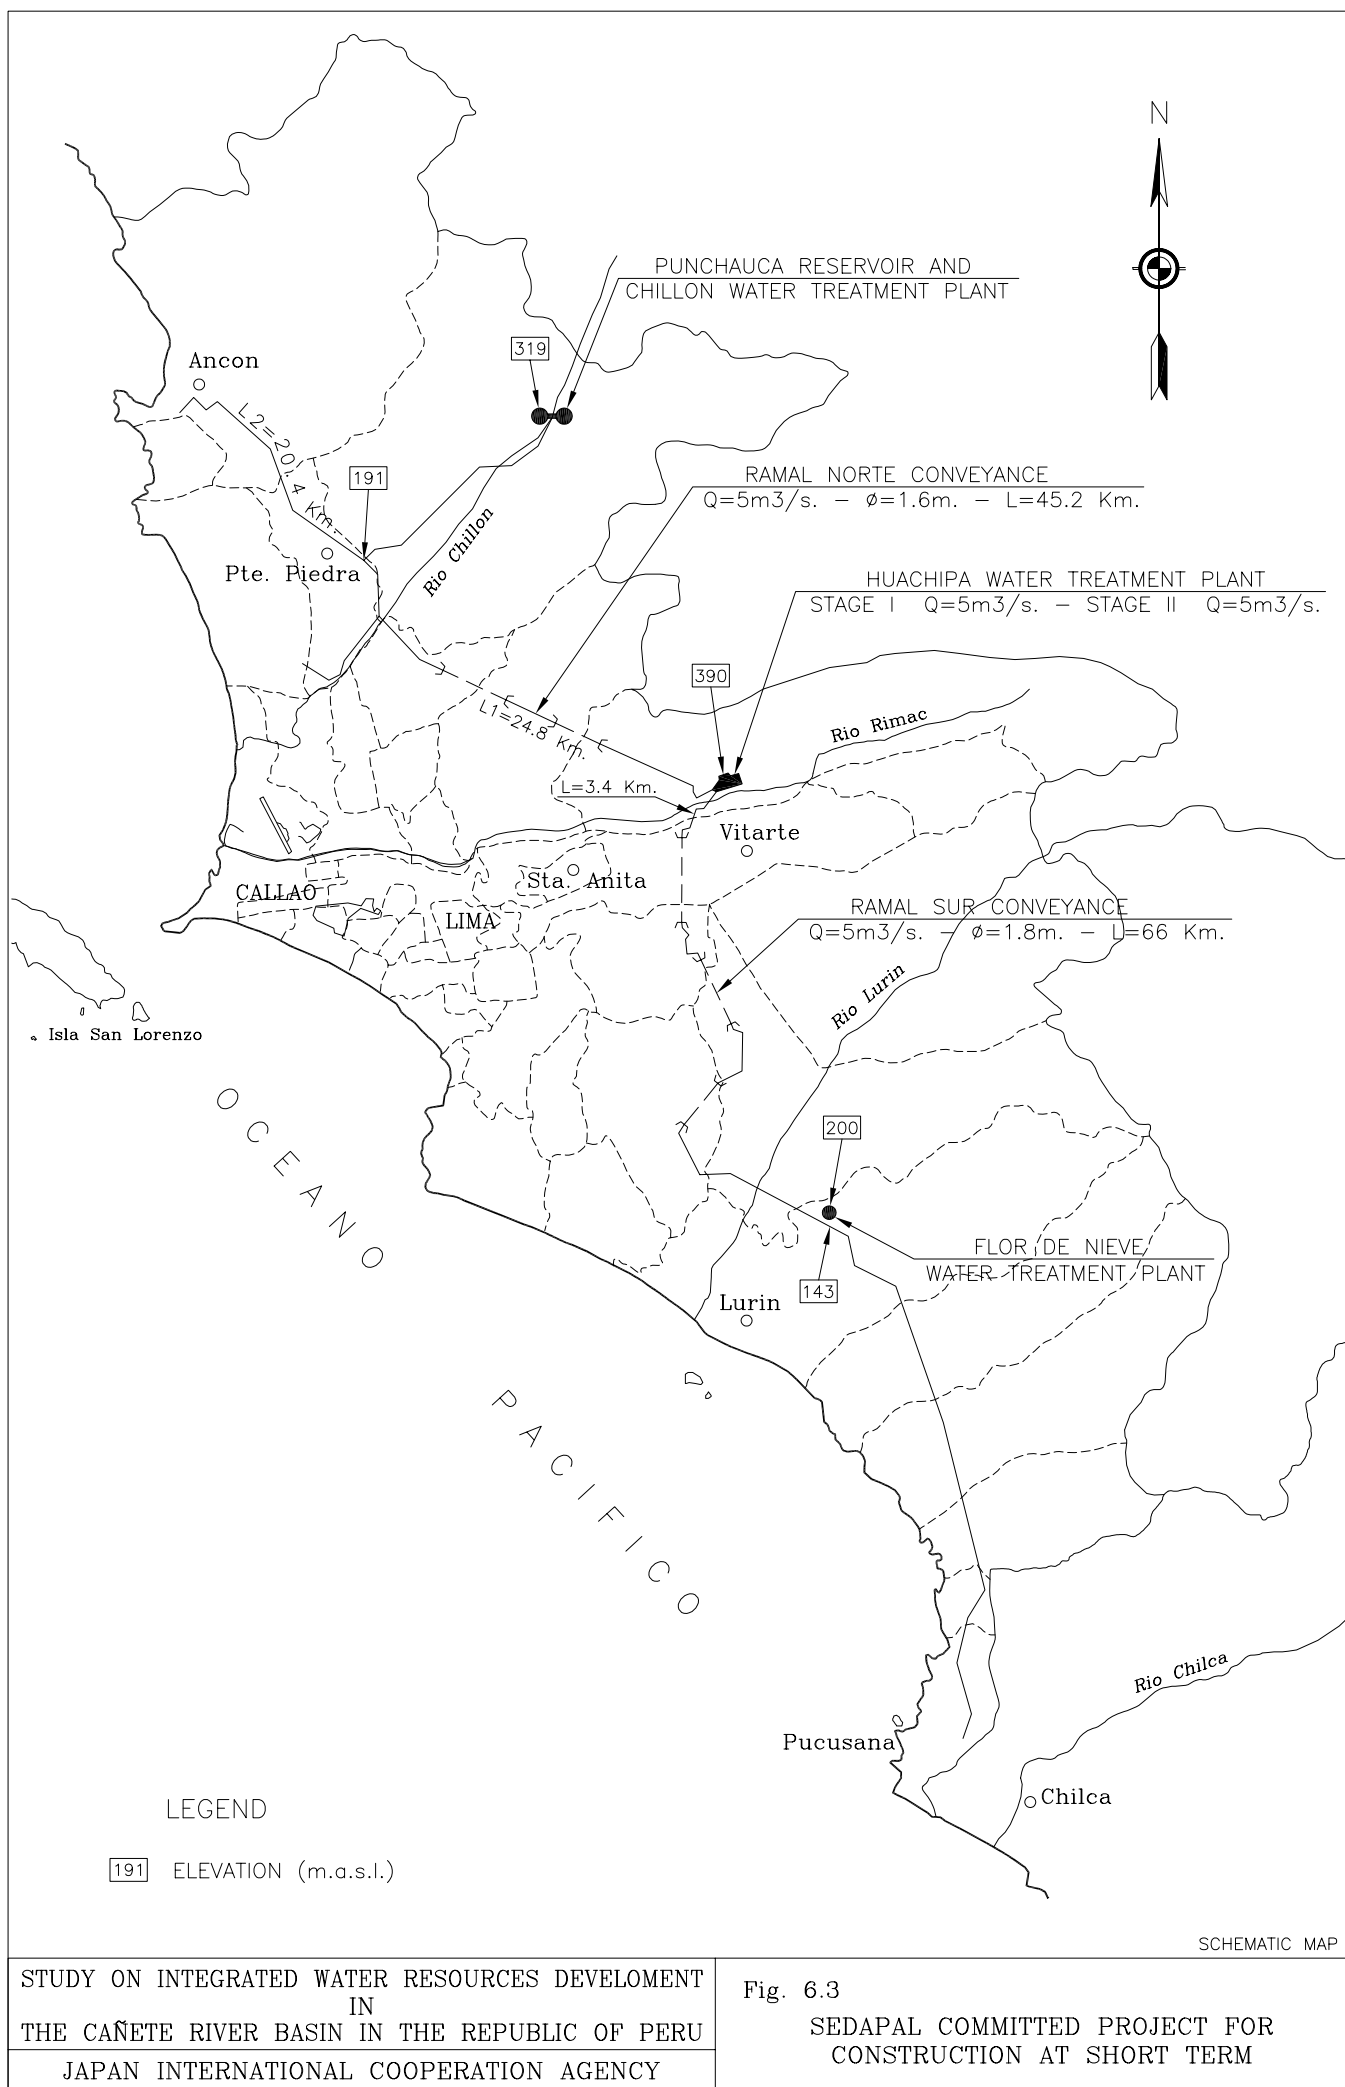 N
PUNCHAUCA RESERVOIR AND
CHILLON WATER TREATMENT PLANT
319
Ancon
L2=20.4 Km.
191
RAMAL NORTE CONVEYANCE
Q=5m3/s. - ø=1.6m. - L=45.2 Km.
Rio Chillon
Pte. Piedra
HUACHIPA WATER TREATMENT PLANT
STAGE I Q=5m3/s. - STAGE II Q=5m3/s.
390
L1=24.8 Km.
Rio Rimac
L=3.4 Km.
Vitarte
Sta. Anita
CALLAO
LIMA
RAMAL SUR CONVEYANCE
Q=5m3/s. - ø=1.8m. - L=66 Km.
Rio Lurin
Isla San Lorenzo
OCEANO
PACIFICO
200
FLOR DE NIEVE
WATER TREATMENT PLANT
143
Lurin
Rio Chilca
Pucusana
Chilca
LEGEND
191 ELEVATION (m.a.s.l.)
SCHEMATIC MAP
STUDY ON INTEGRATED WATER RESOURCES DEVELOMENT
IN
THE CAÑETE RIVER BASIN IN THE REPUBLIC OF PERU
JAPAN INTERNATIONAL COOPERATION AGENCY
Fig. 6.3
SEDAPAL COMMITTED PROJECT FOR
CONSTRUCTION AT SHORT TERM